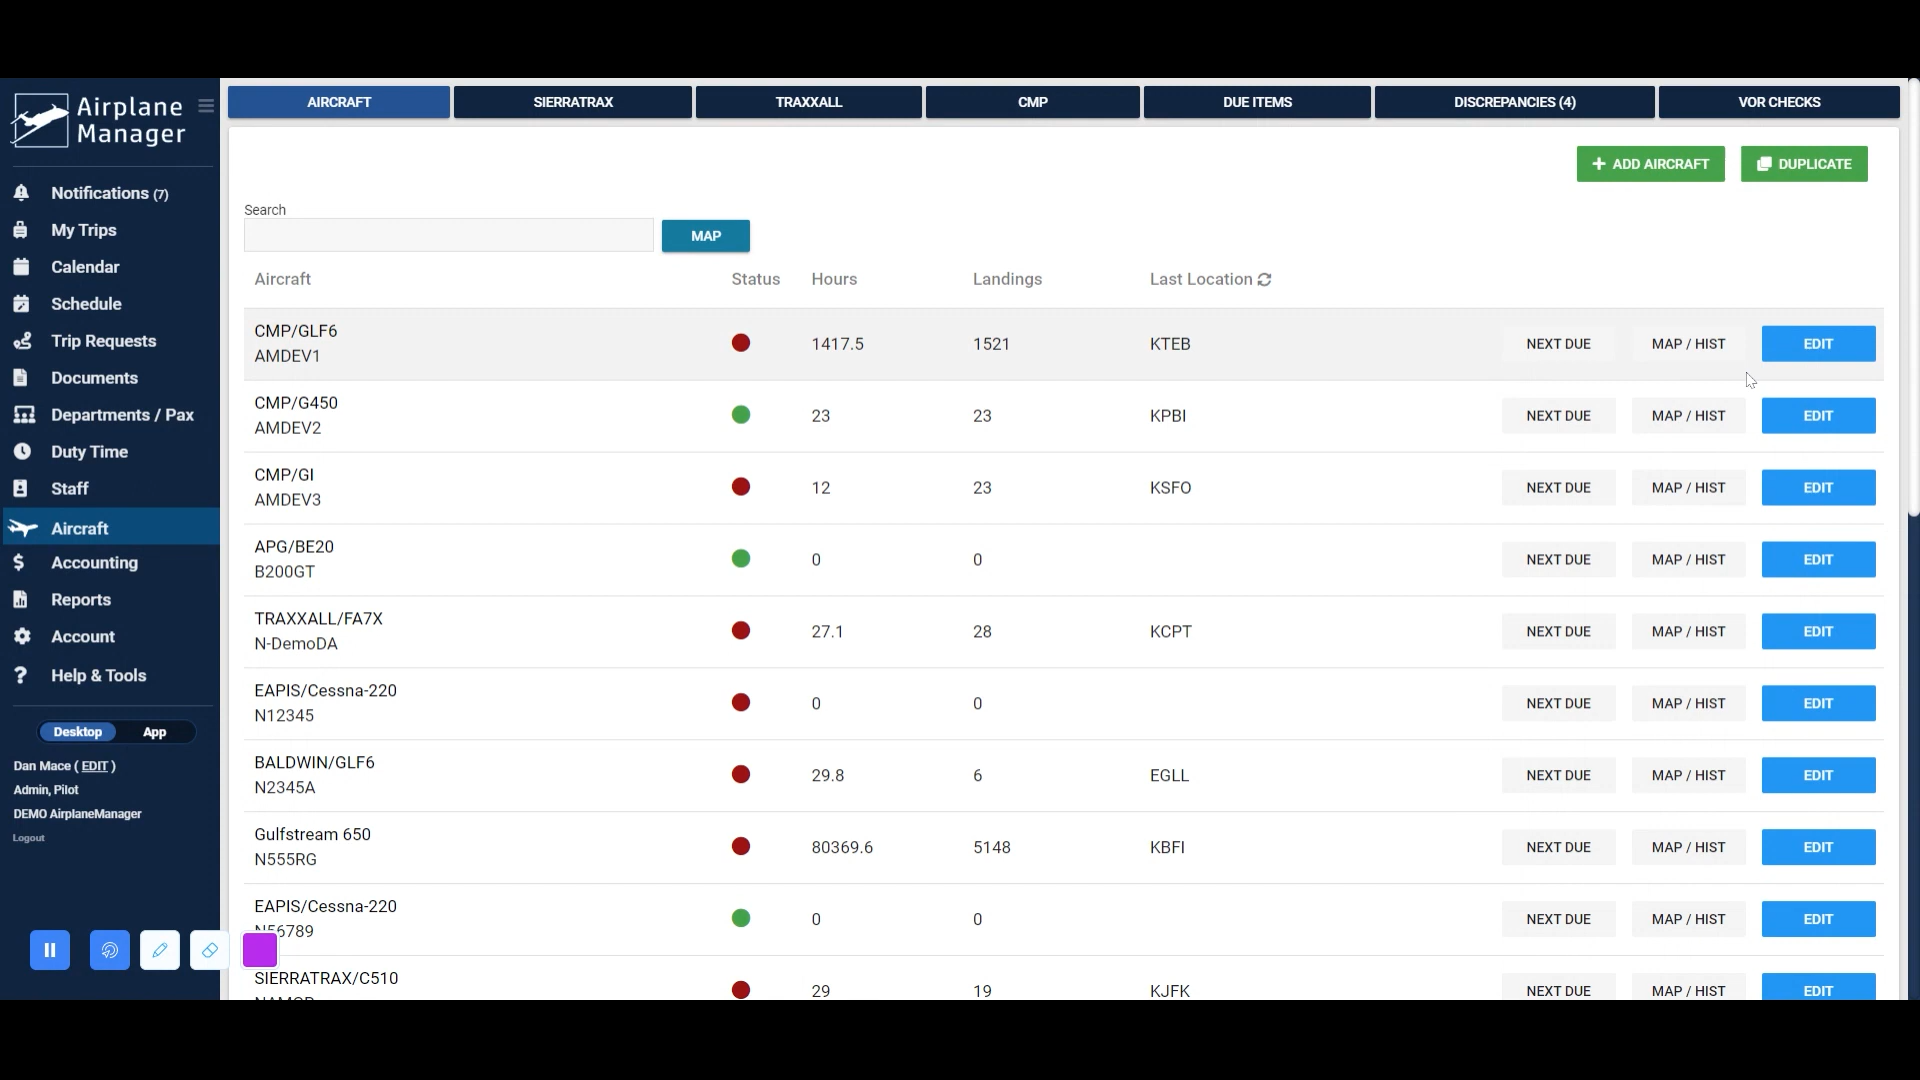 Airplane
Manager
Notifications (7)
My Trips
Calendar
Schedule
Trip Requests
Documents
Departments / Pax
Duty Time
Staff
Aircraft
Accounting
Reports
Account
Help & Tools
Desktop App
Dan Mace ( EDIT )
Admin, Pilot
DEMO AirplaneManager
Logout
AIRCRAFT SIERRATRAX TRAXXALL CMP DUE ITEMS DISCREPANCIES (4) VOR CHECKS
ADD AIRCRAFT DUPLICATE
Search
MAP
Aircraft Status Hours Landings Last Location
CMP/GLF6
AMDEV1
1417.5 1521 KTEB NEXT DUE MAP / HIST EDIT
CMP/G450
AMDEV2
23 23 KPBI NEXT DUE MAP / HIST EDIT
CMP/GI
AMDEV3
12 23 KSFO NEXT DUE MAP / HIST EDIT
APG/BE20
B200GT
0 0 NEXT DUE MAP / HIST EDIT
TRAXXALL/FA7X
N-DemoDA
27.1 28 KCPT NEXT DUE MAP / HIST EDIT
EAPIS/Cessna-220
N12345
0 0 NEXT DUE MAP / HIST EDIT
BALDWIN/GLF6
N2345A
29.8 6 EGLL NEXT DUE MAP / HIST EDIT
Gulfstream 650
N555RG
80369.6 5148 KBFI NEXT DUE MAP / HIST EDIT
EAPIS/Cessna-220
N56789
0 0 NEXT DUE MAP / HIST EDIT
SIERRATRAX/C510
29 19 KJFK NEXT DUE MAP / HIST EDIT